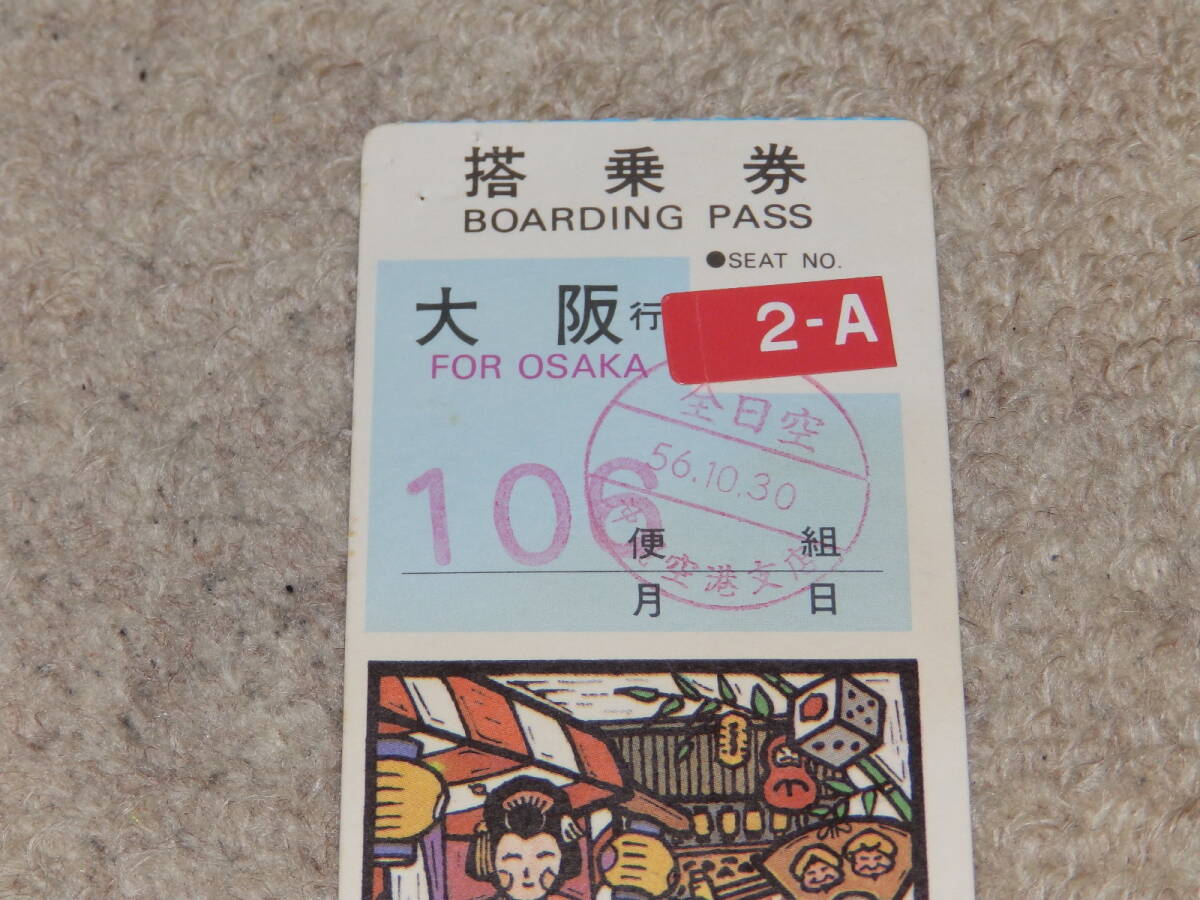 搭乗券
BOARDING PASS
●SEAT NO.
大阪行
2-A
FOR OSAKA
全日空
56.10.30
106
便 組
空港支店
月 日